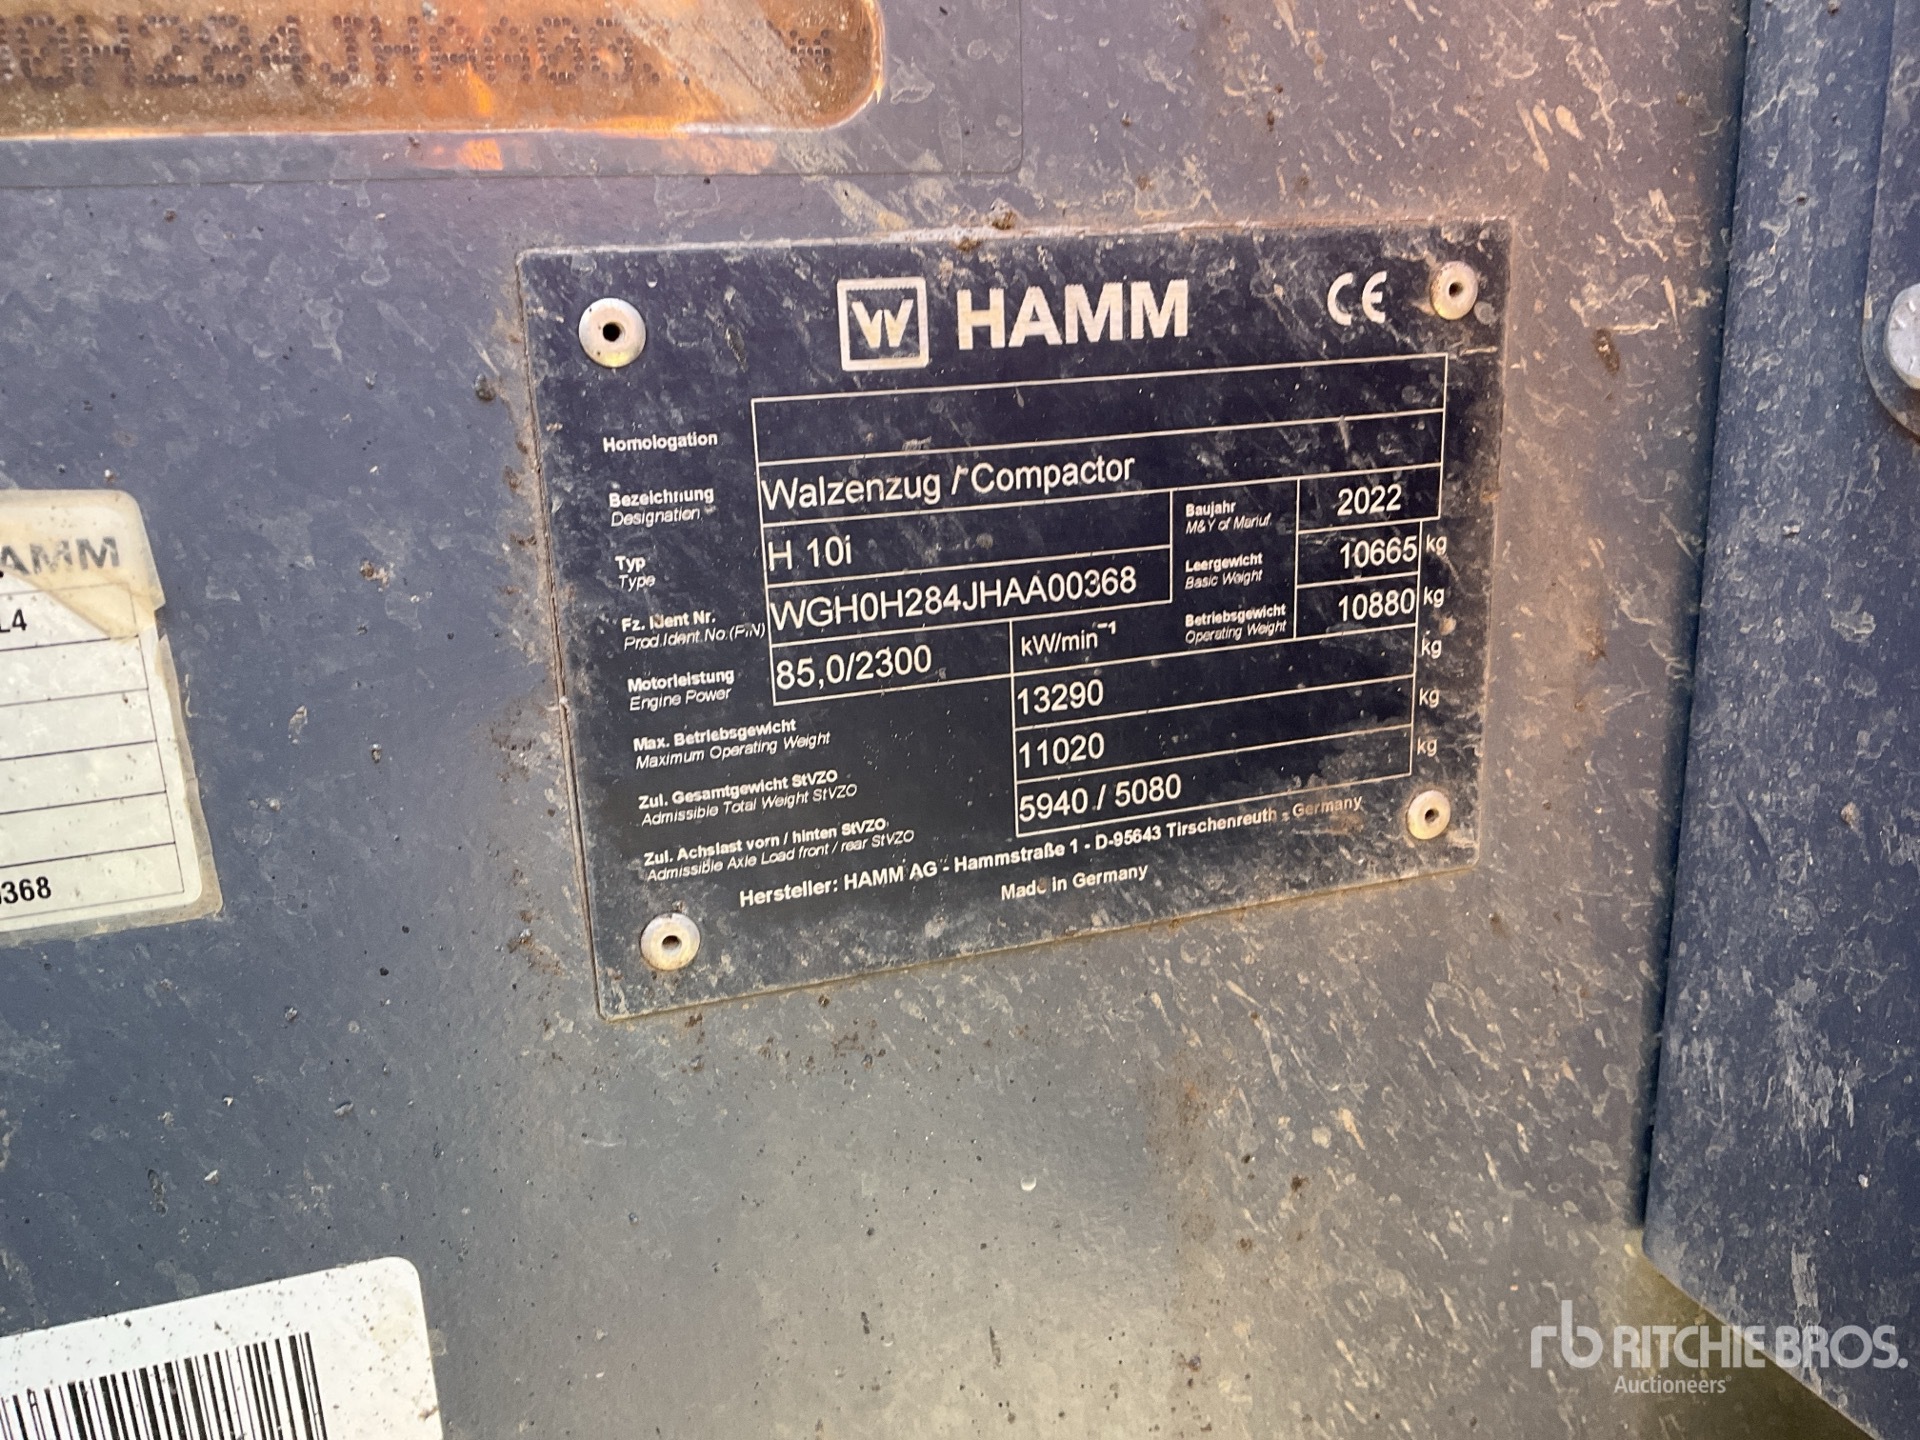 0H284JHAA00
W HAMM CE
Homologation
Bezeichnung Walzenzug / Compactor
Designation
Typ H 10i Baujahr 2022
Type M&Y of Manuf.
Fz. Ident Nr. WGH0H284JHAA00368 Leergewicht 10665 kg
Prod.Ident.No.(PIN) Basic Weight
Motorleistung 85,0/2300 kW/min⁻¹ Betriebsgewicht 10880 kg
Engine Power Operating Weight
Max. Betriebsgewicht 13290 kg
Maximum Operating Weight
Zul. Gesamtgewicht StVZO 11020 kg
Admissible Total Weight StVZO
Zul. Achslast vorn / hinten StVZO 5940 / 5080 kg
Admissible Axle Load front / rear StVZO
Hersteller: HAMM AG - Hammstraße 1 - D-95643 Tirschenreuth - Germany
Made in Germany
AMM
L4
0368
rb RITCHIE BROS.
Auctioneers